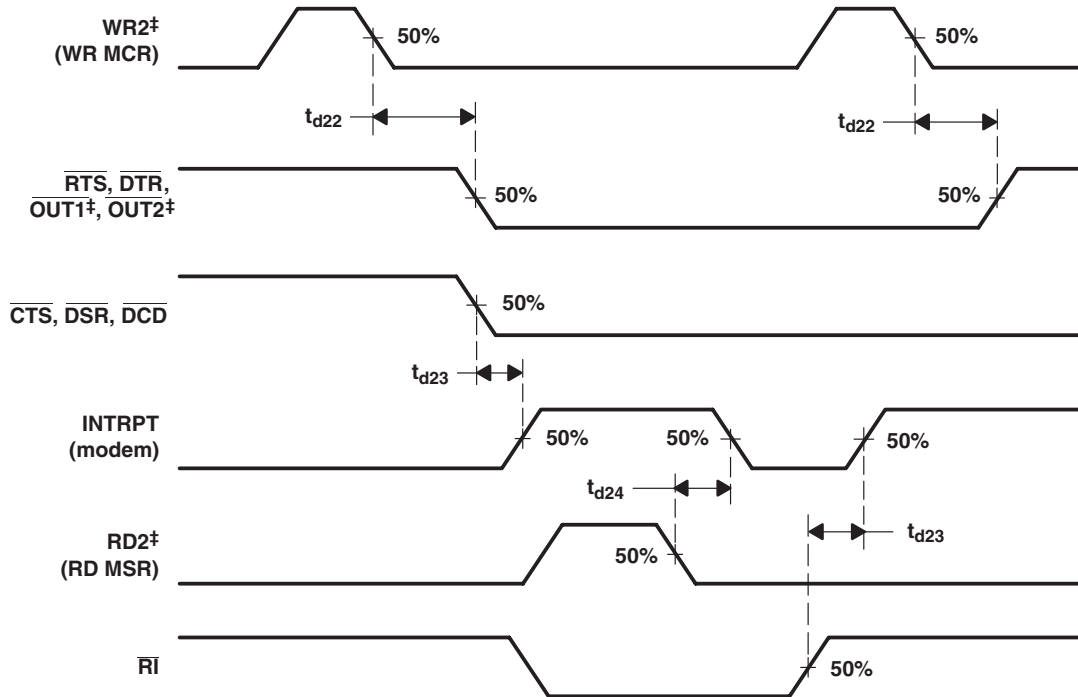 WR2‡
(WR MCR)
50%
50%
td22
td22
RTS, DTR,
OUT1‡, OUT2‡
50%
50%
CTS, DSR, DCD
50%
td23
INTRPT
(modem)
50%
50%
50%
td24
td23
RD2‡
(RD MSR)
50%
RI
50%